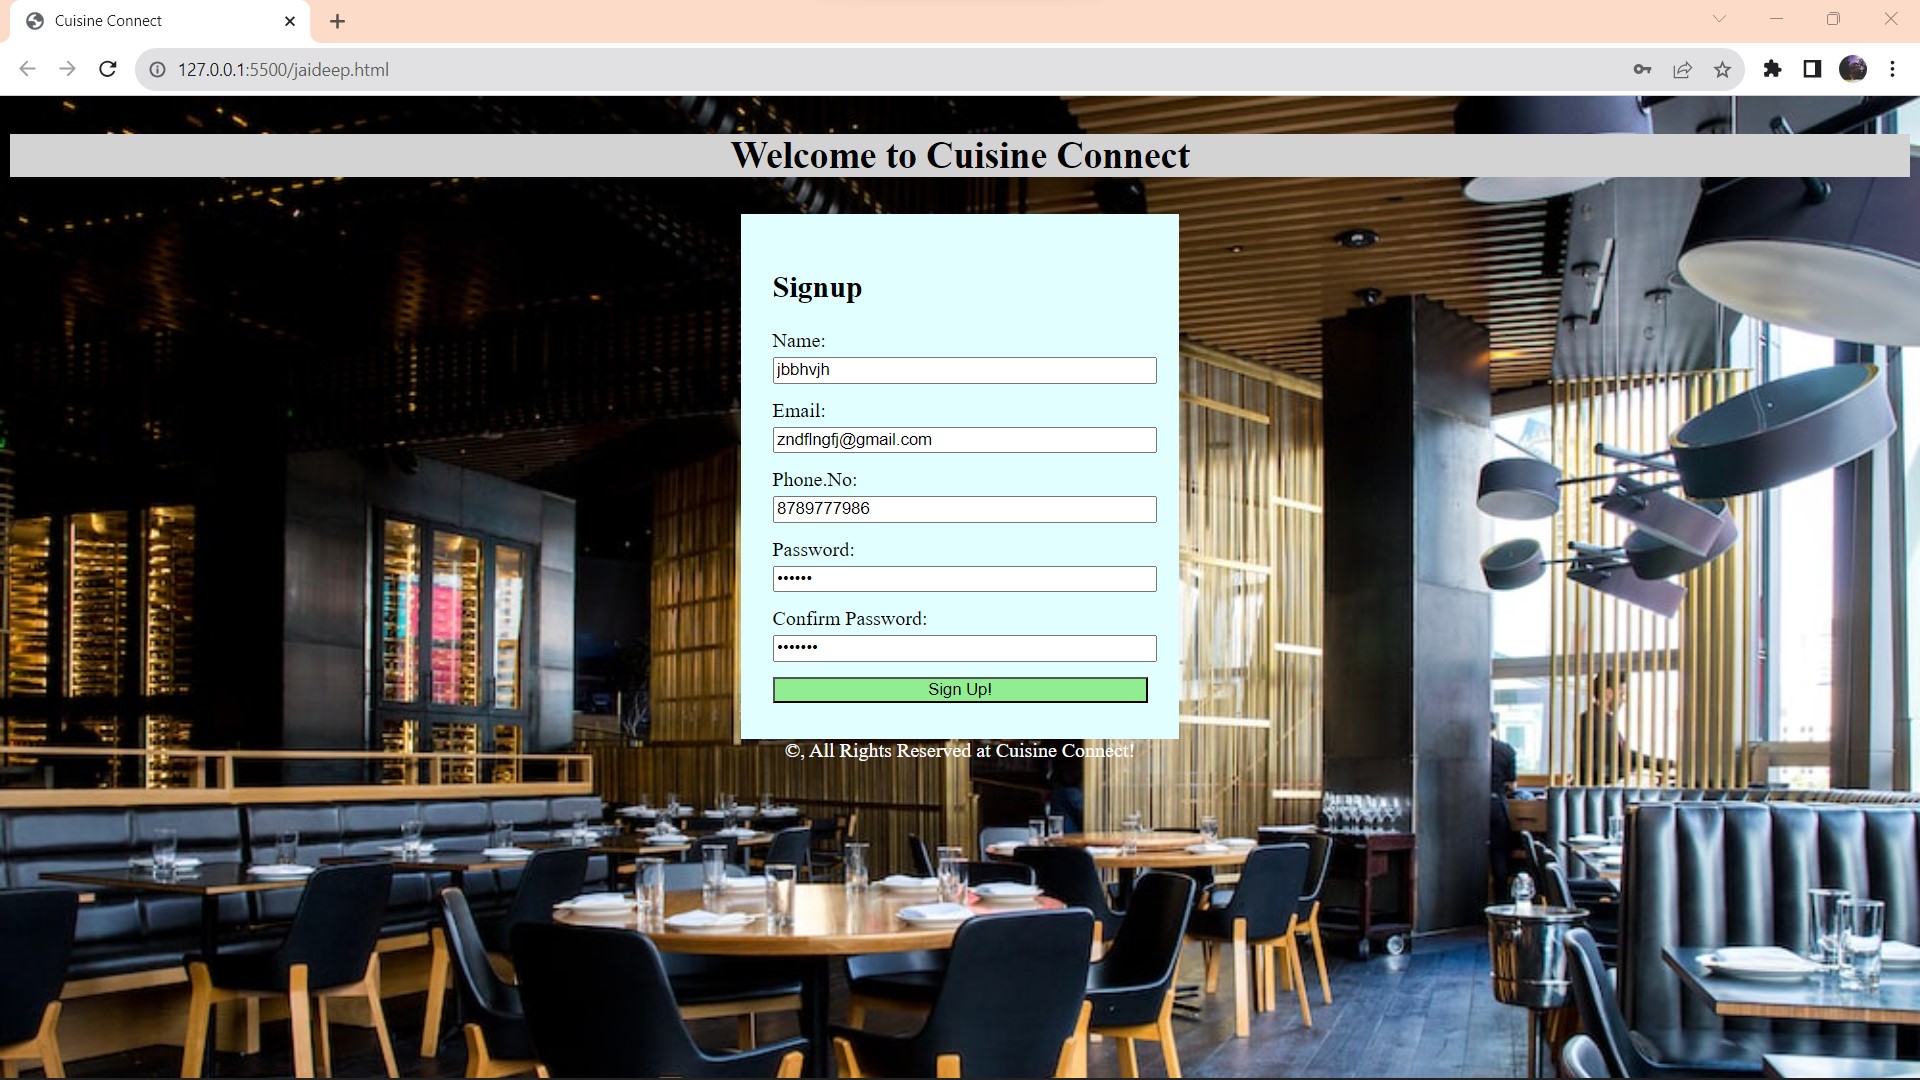 Cuisine Connect
127.0.0.1:5500/jaideep.html
Welcome to Cuisine Connect
Signup
Name:
jbbhvjh
Email:
zndflngfj@gmail.com
Phone.No:
8789777986
Password:
••••••
Confirm Password:
•••••••
Sign Up!
©, All Rights Reserved at Cuisine Connect!